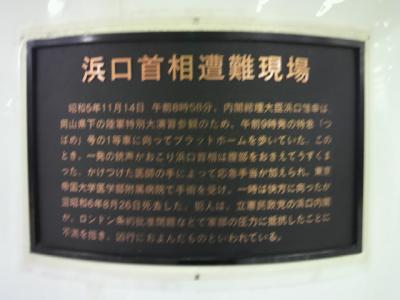 浜口首相遭難現場
昭和5年11月14日 午前8時58分、内閣総理大臣浜口雄幸は、
岡山県下の陸軍特別大演習参観のため、午前9時発の特急「つ
ばめ」号の1等車に向ってプラットホームを歩いていた。この
とき、一発の銃声がおこり浜口首相は腹部をおさえてうずくま
った。かけつけた医師の手によって応急手当が加えられ、東京
帝国大学医学部附属病院で手術を受け、一時は快方に向ったが
翌昭和6年8月26日死去した。犯人は、立憲民政党の浜口内閣
が、ロンドン条約批准問題などで軍部の圧力に抵抗したことに
不満を抱き、凶行におよんだものといわれている。